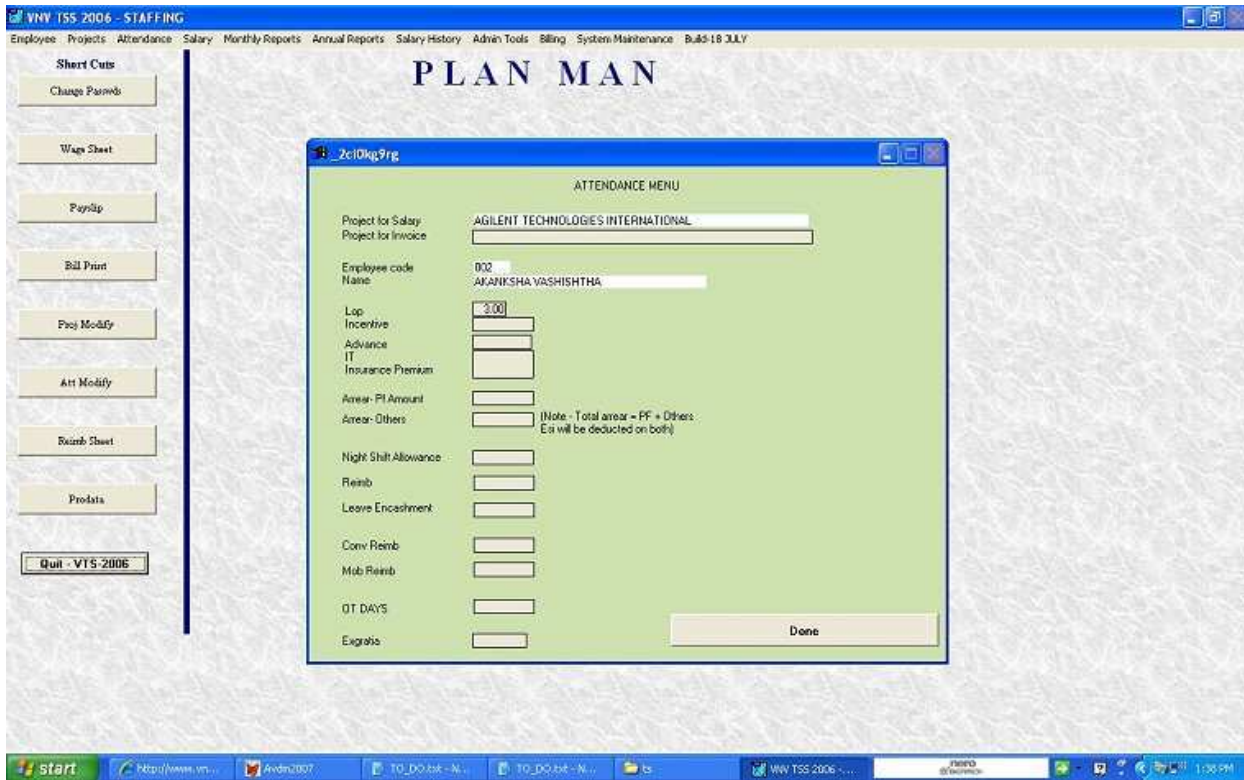 VNV TSS 2006 - STAFFING
Employee Projects Attendance Salary Monthly Reports Annual Reports Salary History Admin Tools Billing System Maintenance Build-18 JULY
Short Cuts
PLAN MAN
Change Passwds
Wage Sheet
Payslip
Bill Print
Proj Modify
Att Modify
Reimb Sheet
Prodata
Quit - VTS-2006
_2cl0kg9rg
ATTENDANCE MENU
Project for Salary AGILENT TECHNOLOGIES INTERNATIONAL
Project for Invoice
Employee code 002
Name AKANKSHA VASHISHTHA
Lop 3.00
Incentive
Advance
IT
Insurance Premium
Arrear- Pf Amount
Arrear- Others (Note - Total arrear = PF + Others
Esi will be deducted on both)
Night Shift Allowance
Reimb
Leave Encashment
Conv Reimb
Mob Reimb
OT DAYS
Exgratia
Done
start http://www.vn... Avdm2007 TO_DO.txt - N... TO_DO.txt - N... ts VNV TSS 2006 -.... nero 1:38 PM